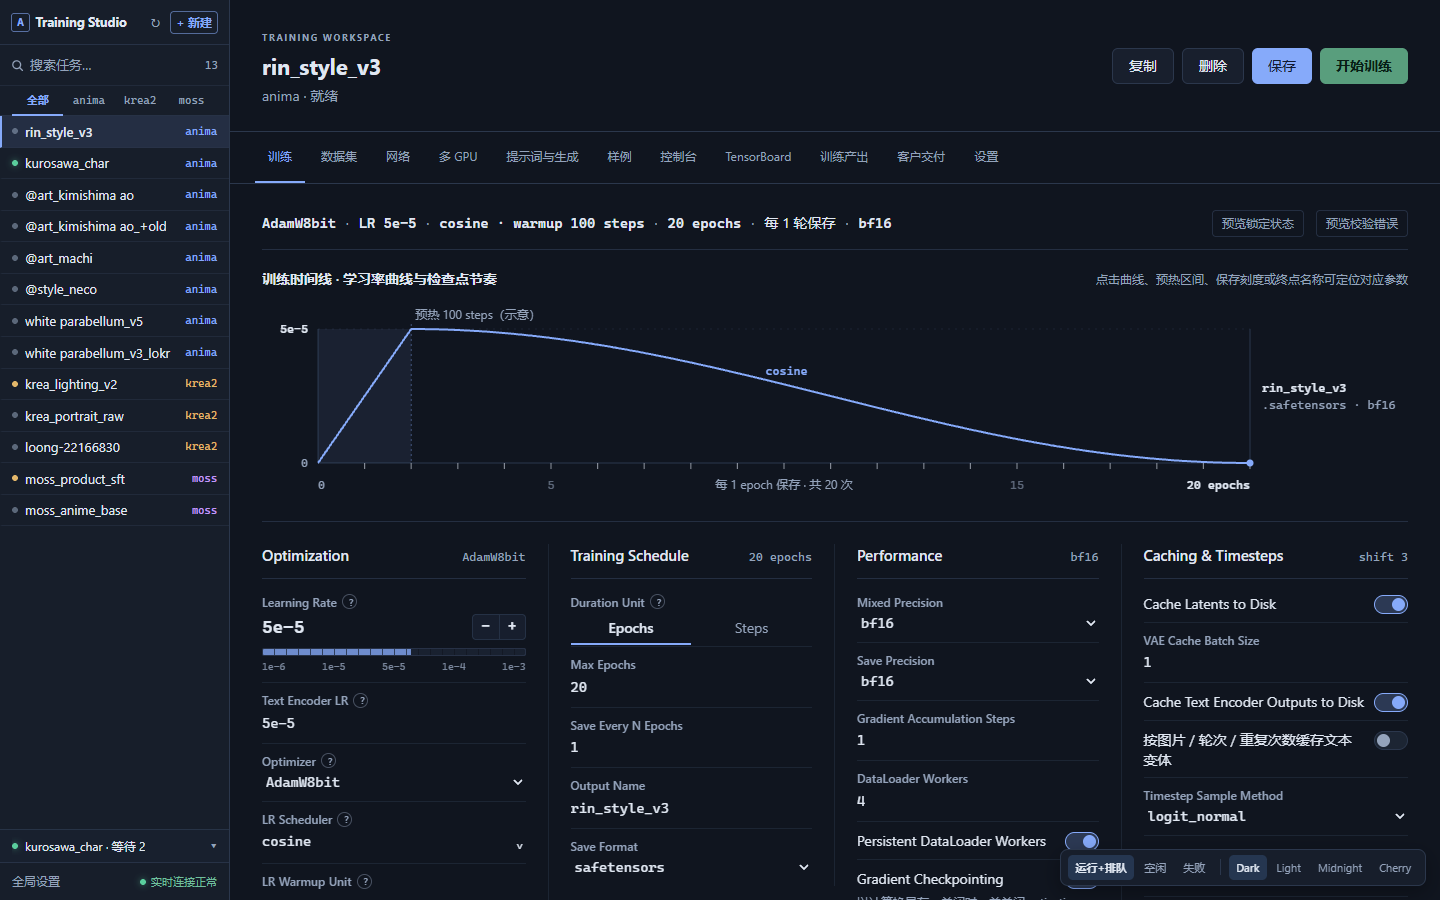 A Training Studio ↻ + 新建
搜索任务... 13
全部 anima krea2 moss
rin_style_v3 anima
kurosawa_char anima
@art_kimishima ao anima
@art_kimishima ao_+old anima
@art_machi anima
@style_neco anima
white parabellum_v5 anima
white parabellum_v3_lokr anima
krea_lighting_v2 krea2
krea_portrait_raw krea2
loong-22166830 krea2
moss_product_sft moss
moss_anime_base moss
kurosawa_char · 等待 2
全局设置 实时连接正常
TRAINING WORKSPACE
rin_style_v3
anima · 就绪
复制 删除 保存 开始训练
训练 数据集 网络 多 GPU 提示词与生成 样例 控制台 TensorBoard 训练产出 客户交付 设置
AdamW8bit · LR 5e-5 · cosine · warmup 100 steps · 20 epochs · 每 1 轮保存 · bf16
预览锁定状态 预览校验错误
训练时间线 · 学习率曲线与检查点节奏
点击曲线、预热区间、保存刻度或终点名称可定位对应参数
预热 100 steps（示意）
5e-5
cosine
rin_style_v3
.safetensors · bf16
0
0 5 每 1 epoch 保存 · 共 20 次 15 20 epochs
Optimization AdamW8bit
Learning Rate ?
5e-5 − +
1e-6 1e-5 5e-5 1e-4 1e-3
Text Encoder LR ?
5e-5
Optimizer ?
AdamW8bit
LR Scheduler ?
cosine v
LR Warmup Unit ?
Training Schedule 20 epochs
Duration Unit ?
Epochs Steps
Max Epochs
20
Save Every N Epochs
1
Output Name
rin_style_v3
Save Format
safetensors
Performance bf16
Mixed Precision
bf16
Save Precision
bf16
Gradient Accumulation Steps
1
DataLoader Workers
4
Persistent DataLoader Workers
Gradient Checkpointing
Caching & Timesteps shift 3
Cache Latents to Disk
VAE Cache Batch Size
1
Cache Text Encoder Outputs to Disk
按图片 / 轮次 / 重复次数缓存文本
变体
Timestep Sample Method
logit_normal
运行+排队 空闲 失败 Dark Light Midnight Cherry